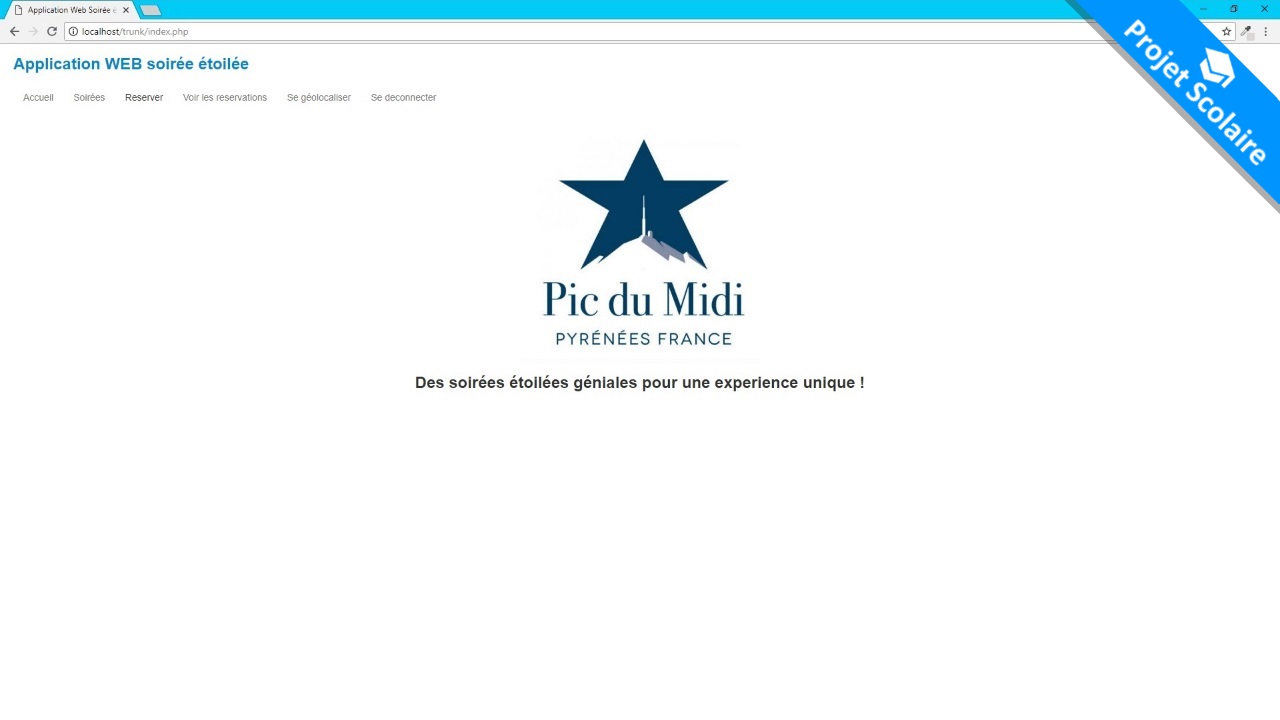 Application Web Soirée é
localhost/trunk/index.php
Projet Scolaire
Application WEB soirée étoilée
Accueil Soirées Reserver Voir les reservations Se géolocaliser Se deconnecter
Pic du Midi
PYRÉNÉES FRANCE
Des soirées étoilées géniales pour une experience unique !